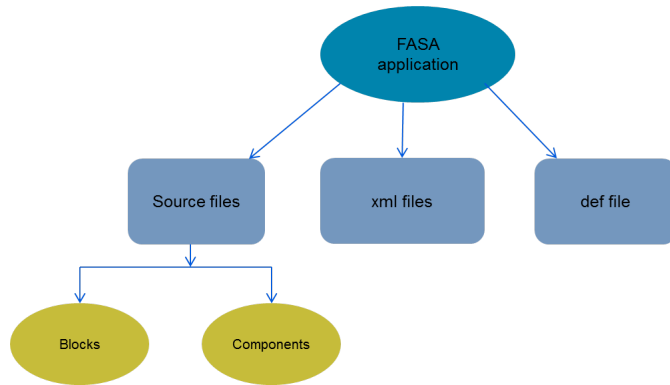 FASA
application
Source files
xml files
def file
Blocks
Components